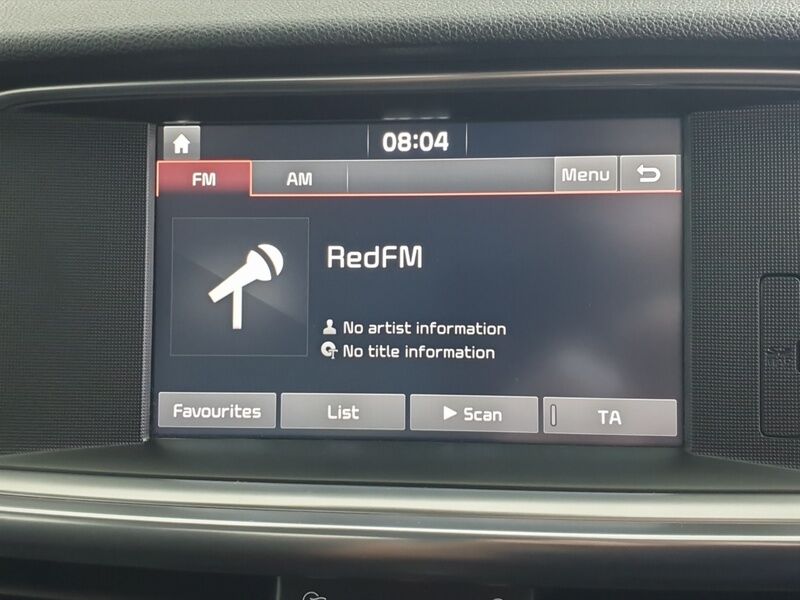 08:04
FM AM Menu
RedFM
No artist information
No title information
Favourites List Scan TA